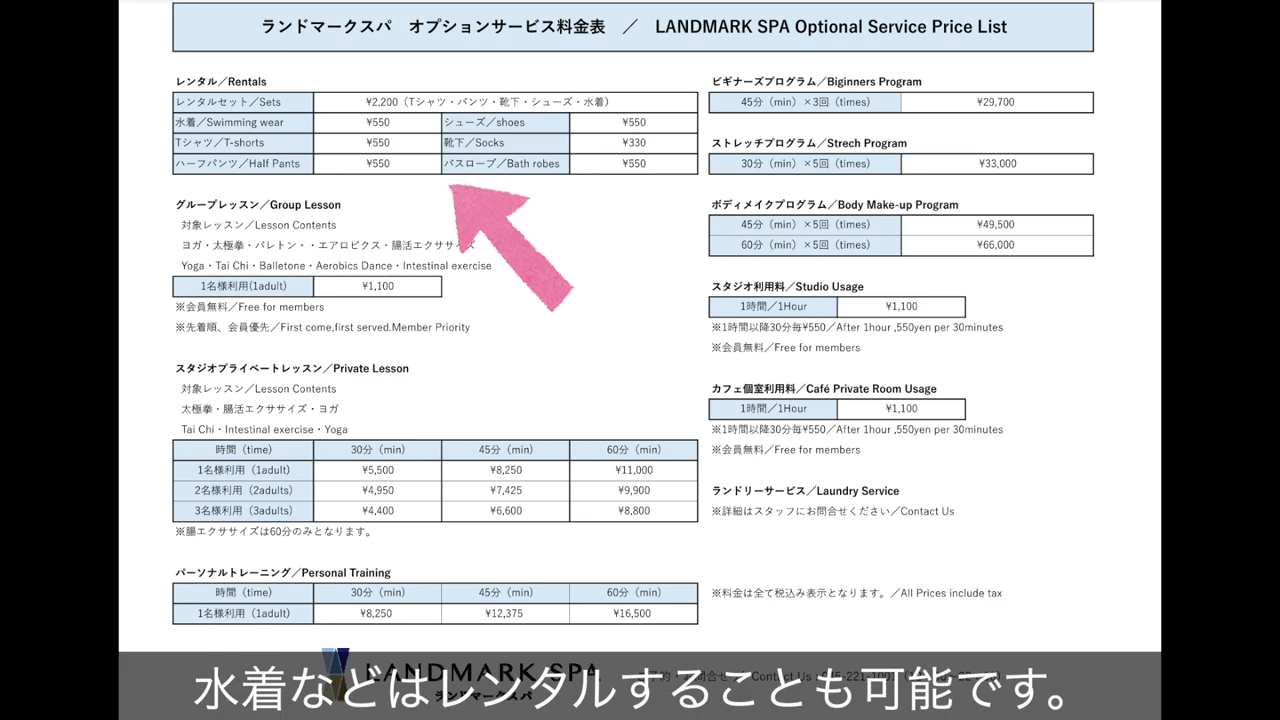 ランドマークスパ　オプションサービス料金表　／　LANDMARK SPA Optional Service Price List
レンタル／Rentals
レンタルセット／Sets ¥2,200（Tシャツ・パンツ・靴下・シューズ・水着）
水着／Swimming wear ¥550 シューズ／shoes ¥550
Tシャツ／T-shorts ¥550 靴下／Socks ¥330
ハーフパンツ／Half Pants ¥550 バスローブ／Bath robes ¥550
グループレッスン／Group Lesson
対象レッスン／Lesson Contents
ヨガ・太極拳・バレトン・・エアロビクス・腸活エクササイズ
Yoga・Tai Chi・Balletone・Aerobics Dance・Intestinal exercise
1名様利用(1adult) ¥1,100
※会員無料／Free for members
※先着順、会員優先／First come,first served.Member Priority
スタジオプライベートレッスン／Private Lesson
対象レッスン／Lesson Contents
太極拳・腸活エクササイズ・ヨガ
Tai Chi・Intestinal exercise・Yoga
時間（time) 30分（min） 45分（min） 60分（min）
1名様利用（1adult) ¥5,500 ¥8,250 ¥11,000
2名様利用（2adults) ¥4,950 ¥7,425 ¥9,900
3名様利用（3adults) ¥4,400 ¥6,600 ¥8,800
※腸エクササイズは60分のみとなります。
パーソナルトレーニング／Personal Training
時間（time) 30分（min） 45分（min） 60分（min）
1名様利用（1adult) ¥8,250 ¥12,375 ¥16,500
ビギナーズプログラム／Biginners Program
45分（min）×3回（times） ¥29,700
ストレッチプログラム／Strech Program
30分（min）×5回（times） ¥33,000
ボディメイクプログラム／Body Make-up Program
45分（min）×5回（times） ¥49,500
60分（min）×5回（times） ¥66,000
スタジオ利用料／Studio Usage
1時間／1Hour ¥1,100
※1時間以降30分毎¥550／After 1hour ,550yen per 30minutes
※会員無料／Free for members
カフェ個室利用料／Café Private Room Usage
1時間／1Hour ¥1,100
※1時間以降30分毎¥550／After 1hour ,550yen per 30minutes
※会員無料／Free for members
ランドリーサービス／Laundry Service
※詳細はスタッフにお問合せください／Contact Us
※料金は全て税込み表示となります。／All Prices include tax
LANDMARK SPA
ランドマークスパ
水着などはレンタルすることも可能です。